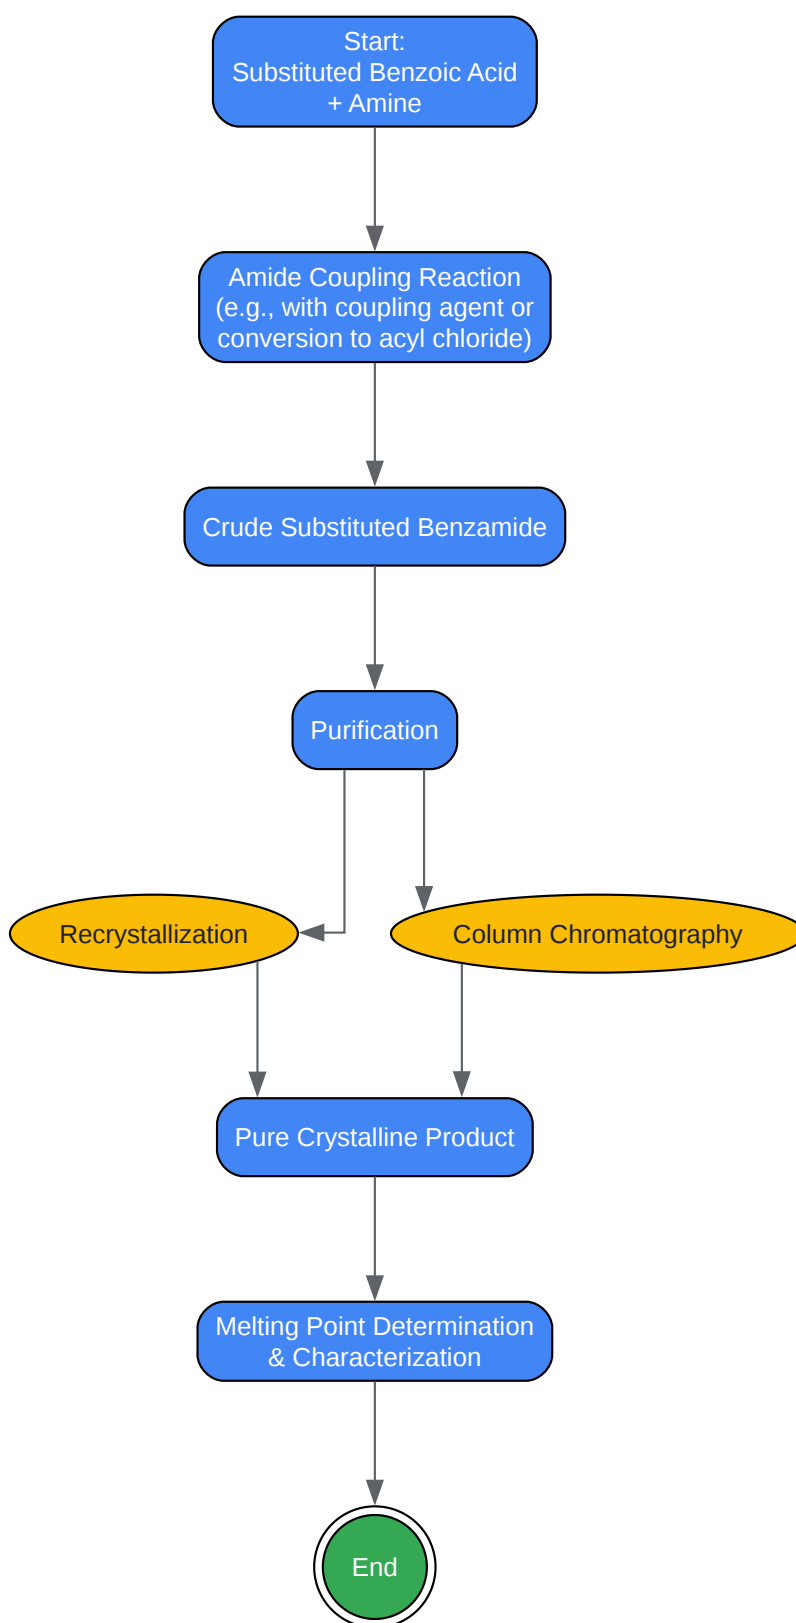 Start:
Substituted Benzoic Acid
+ Amine
Amide Coupling Reaction
(e.g., with coupling agent or
conversion to acyl chloride)
Crude Substituted Benzamide
Purification
Recrystallization
Column Chromatography
Pure Crystalline Product
Melting Point Determination
& Characterization
End